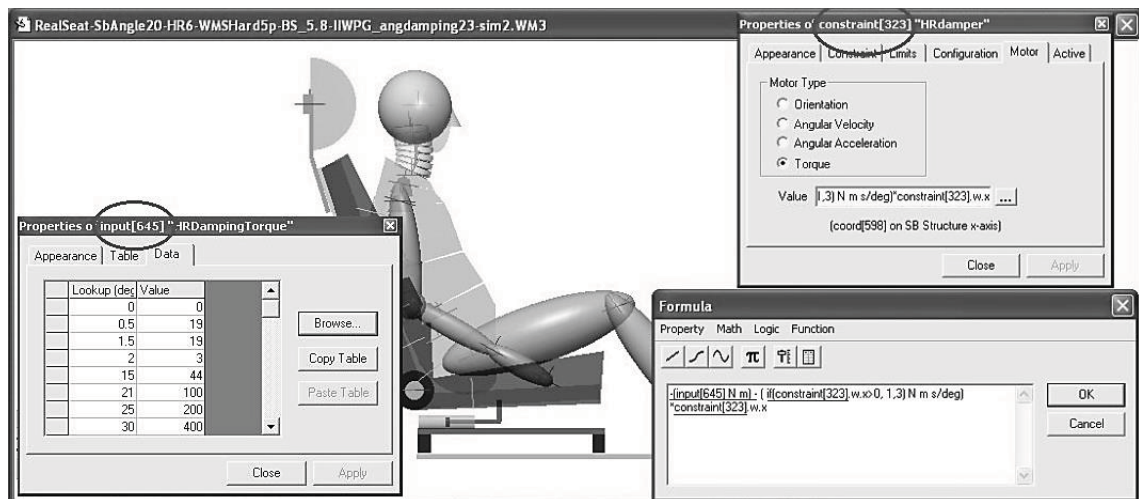 RealSeat-SbAngle20-HR6-WMSHard5p-BS_5.8-IIWPG_angdamping23-sim2.WM3
Properties of constraint[323] "HRdamper"
Appearance Constraint Limits Configuration Motor Active
Motor Type
Orientation
Angular Velocity
Angular Acceleration
Torque
Value 1,3) N m s/deg)*constraint[323].w.x ...
(coord[598] on SB Structure x-axis)
Close Apply
Properties of input[645] "HRDampingTorque"
Appearance Table Data
Lookup (deg Value
0 0
0.5 19
1.5 19
2 3
15 44
21 100
25 200
30 400
Browse...
Copy Table
Paste Table
Close Apply
Formula
Property Math Logic Function
π
-(input[645] N m) - ( if(constraint[323].w.x>0, 1,3) N m s/deg)
*constraint[323].w.x
OK
Cancel